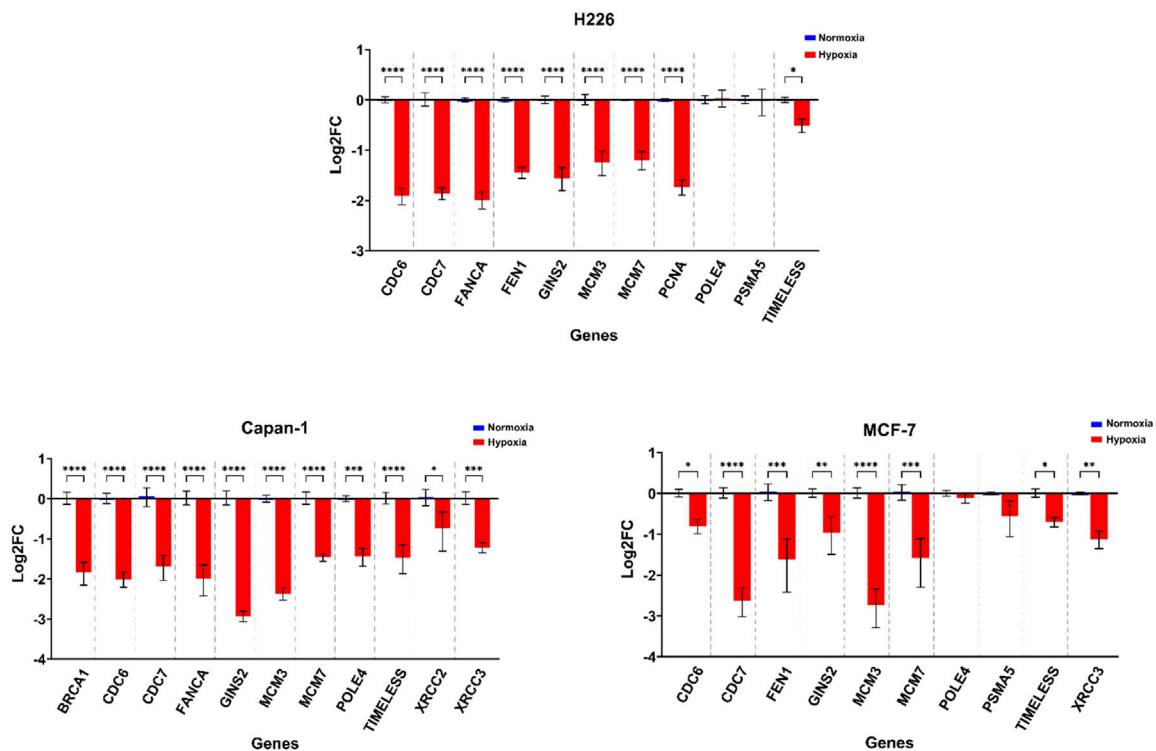 H226
Normoxia
Hypoxia
**** **** **** **** **** **** **** **** *
1
0
-1
-2
-3
Log2FC
CDC6 CDC7 FANCA FEN1 GINS2 MCM3 MCM7 PCNA POLE4 PSMA5 TIMELESS
Genes
Capan-1
Normoxia
Hypoxia
**** **** **** **** **** **** **** *** **** * ***
1
0
-1
-2
-3
-4
Log2FC
BRCA1 CDC6 CDC7 FANCA GINS2 MCM3 MCM7 POLE4 TIMELESS XRCC2 XRCC3
Genes
MCF-7
Normoxia
Hypoxia
* **** *** ** **** *** * **
1
0
-1
-2
-3
-4
Log2FC
CDC6 CDC7 FEN1 GINS2 MCM3 MCM7 POLE4 PSMA5 TIMELESS XRCC3
Genes